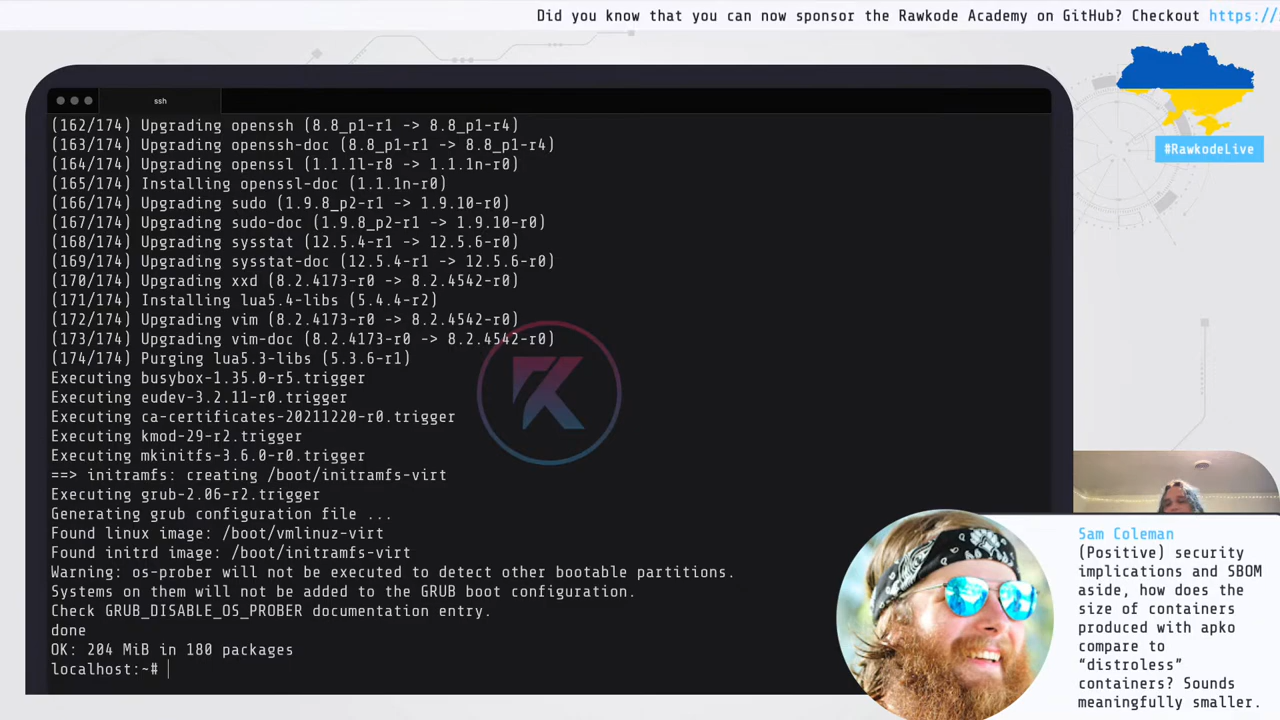 Did you know that you can now sponsor the Rawkode Academy on GitHub? Checkout https:/
ssh
(162/174) Upgrading openssh (8.8_p1-r1 -> 8.8_p1-r4)
(163/174) Upgrading openssh-doc (8.8_p1-r1 -> 8.8_p1-r4)
(164/174) Upgrading openssl (1.1.1l-r8 -> 1.1.1n-r0)
(165/174) Installing openssl-doc (1.1.1n-r0)
(166/174) Upgrading sudo (1.9.8_p2-r1 -> 1.9.10-r0)
(167/174) Upgrading sudo-doc (1.9.8_p2-r1 -> 1.9.10-r0)
(168/174) Upgrading sysstat (12.5.4-r1 -> 12.5.6-r0)
(169/174) Upgrading sysstat-doc (12.5.4-r1 -> 12.5.6-r0)
(170/174) Upgrading xxd (8.2.4173-r0 -> 8.2.4542-r0)
(171/174) Installing lua5.4-libs (5.4.4-r2)
(172/174) Upgrading vim (8.2.4173-r0 -> 8.2.4542-r0)
(173/174) Upgrading vim-doc (8.2.4173-r0 -> 8.2.4542-r0)
(174/174) Purging lua5.3-libs (5.3.6-r1)
Executing busybox-1.35.0-r5.trigger
Executing eudev-3.2.11-r0.trigger
Executing ca-certificates-20211220-r0.trigger
Executing kmod-29-r2.trigger
Executing mkinitfs-3.6.0-r0.trigger
==> initramfs: creating /boot/initramfs-virt
Executing grub-2.06-r2.trigger
Generating grub configuration file ...
Found linux image: /boot/vmlinuz-virt
Found initrd image: /boot/initramfs-virt
Warning: os-prober will not be executed to detect other bootable partitions.
Systems on them will not be added to the GRUB boot configuration.
Check GRUB_DISABLE_OS_PROBER documentation entry.
done
OK: 204 MiB in 180 packages
localhost:~#
#RawkodeLive
Sam Coleman
(Positive) security
implications and SBOM
aside, how does the
size of containers
produced with apko
compare to
“distroless”
containers? Sounds
meaningfully smaller.